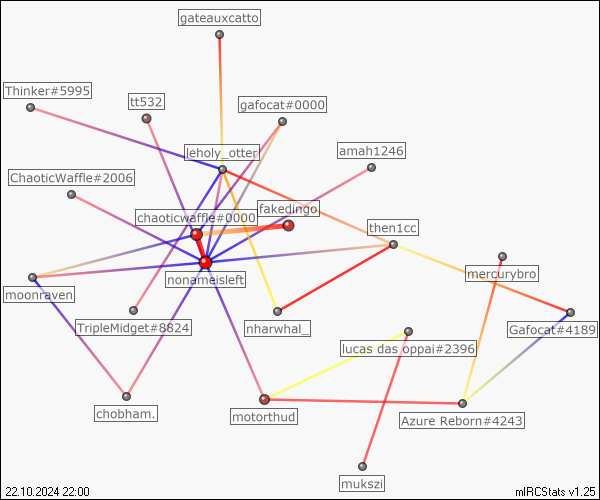 gateauxcatto
Thinker#5995
tt532
gafocat#0000
leholy_otter
amah1246
ChaoticWaffle#2006
chaoticwaffle#0000
fakedingo
then1cc
nonameisleft
mercurybro
moonraven
TripleMidget#8824
nharwhal_
Gafocat#4189
lucas das oppai#2396
chobham.
motorthud
Azure Reborn#4243
mukszi
22.10.2024 22:00
mIRCStats v1.25